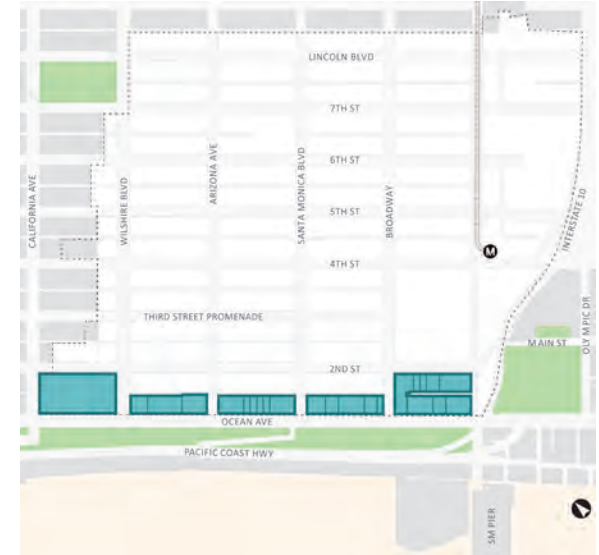 LINCOLN BLVD
7TH ST
6TH ST
5TH ST
4TH ST
THIRD STREET PROMENADE
2ND ST
OCEAN AVE
PACIFIC COAST HWY
CALIFORNIA AVE
WILSHIRE BLVD
ARIZONA AVE
SANTA MONICA BLVD
BROADWAY
M
INTERSTATE 10
OLYMPIC DR
MAIN ST
SM PIER